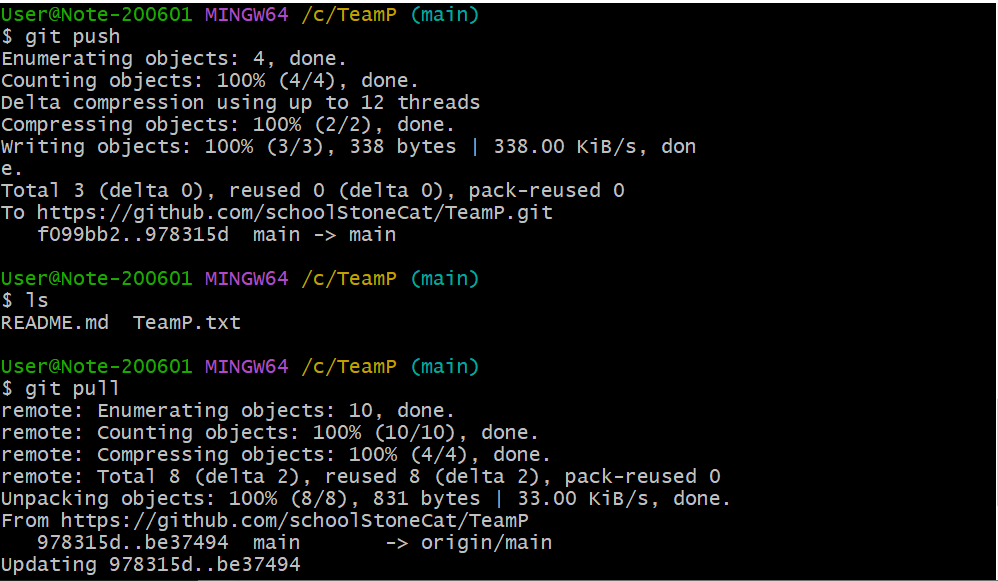 User@Note-200601 MINGW64 /c/TeamP (main)
$ git push
Enumerating objects: 4, done.
Counting objects: 100% (4/4), done.
Delta compression using up to 12 threads
Compressing objects: 100% (2/2), done.
Writing objects: 100% (3/3), 338 bytes | 338.00 KiB/s, don
e.
Total 3 (delta 0), reused 0 (delta 0), pack-reused 0
To https://github.com/schoolStoneCat/TeamP.git
   f099bb2..978315d  main -> main
User@Note-200601 MINGW64 /c/TeamP (main)
$ ls
README.md  TeamP.txt
User@Note-200601 MINGW64 /c/TeamP (main)
$ git pull
remote: Enumerating objects: 10, done.
remote: Counting objects: 100% (10/10), done.
remote: Compressing objects: 100% (4/4), done.
remote: Total 8 (delta 2), reused 8 (delta 2), pack-reused 0
Unpacking objects: 100% (8/8), 831 bytes | 33.00 KiB/s, done.
From https://github.com/schoolStoneCat/TeamP
   978315d..be37494  main       -> origin/main
Updating 978315d..be37494